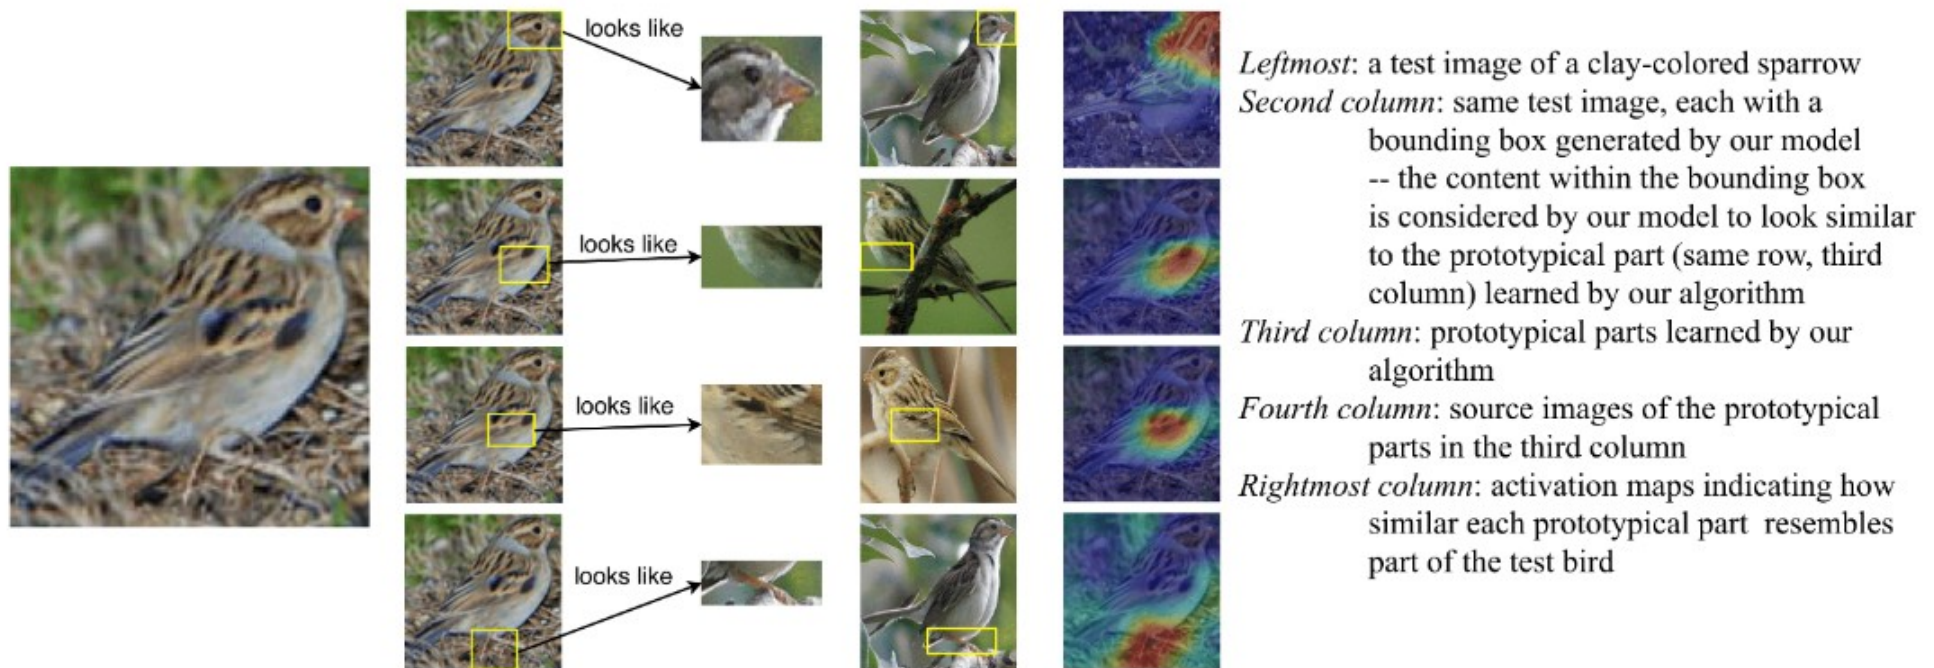 looks like
looks like
looks like
looks like
Leftmost: a test image of a clay-colored sparrow
Second column: same test image, each with a
bounding box generated by our model
-- the content within the bounding box
is considered by our model to look similar
to the prototypical part (same row, third
column) learned by our algorithm
Third column: prototypical parts learned by our
algorithm
Fourth column: source images of the prototypical
parts in the third column
Rightmost column: activation maps indicating how
similar each prototypical part resembles
part of the test bird